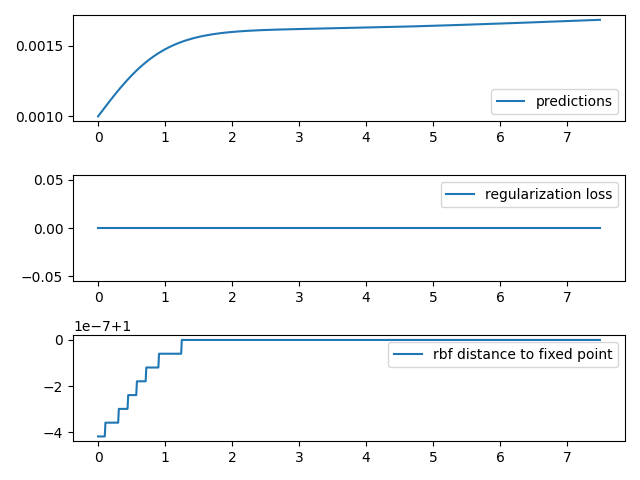 0.0015
0.0010
predictions
0 1 2 3 4 5 6 7
0.05
0.00
−0.05
regularization loss
0 1 2 3 4 5 6 7
1e−7+1
0
−2
−4
rbf distance to fixed point
0 1 2 3 4 5 6 7